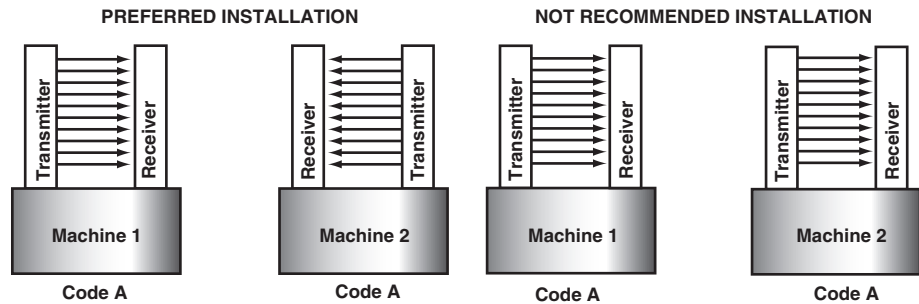 PREFERRED INSTALLATION
NOT RECOMMENDED INSTALLATION
Transmitter
Receiver
Receiver
Transmitter
Transmitter
Receiver
Transmitter
Receiver
Machine 1
Machine 2
Machine 1
Machine 2
Code A
Code A
Code A
Code A